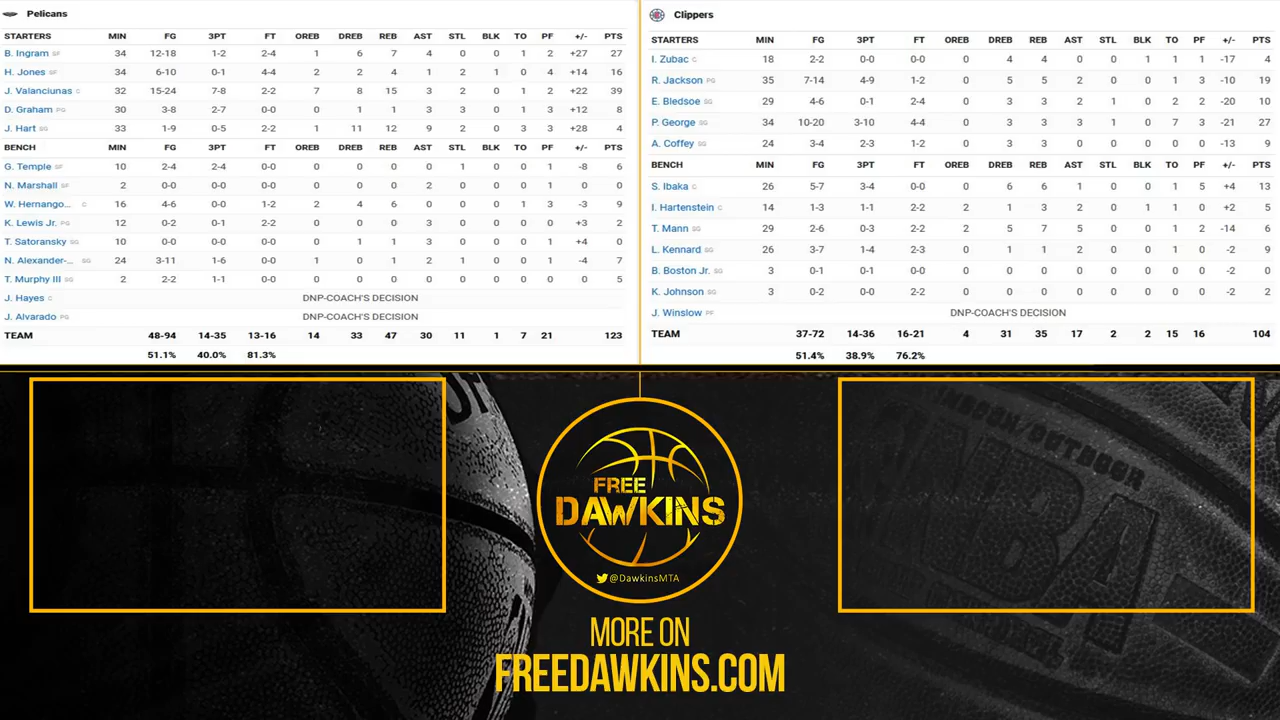 Pelicans
STARTERS MIN FG 3PT FT OREB DREB REB AST STL BLK TO PF +/- PTS
B. Ingram SF 34 12-18 1-2 2-4 1 6 7 4 0 0 1 2 +27 27
H. Jones SF 34 6-10 0-1 4-4 2 2 4 1 2 1 0 4 +14 16
J. Valanciunas C 32 15-24 7-8 2-2 7 8 15 3 2 0 1 2 +22 39
D. Graham PG 30 3-8 2-7 0-0 0 1 1 3 3 0 0 3 +12 8
J. Hart SG 33 1-9 0-5 2-2 1 11 12 9 2 0 3 3 +28 4
BENCH MIN FG 3PT FT OREB DREB REB AST STL BLK TO PF +/- PTS
G. Temple SF 10 2-4 2-4 0-0 0 0 0 0 1 0 0 1 -8 6
N. Marshall SF 2 0-0 0-0 0-0 0 0 0 2 0 0 0 1 0 0
W. Hernango... C 16 4-6 0-0 1-2 2 4 6 0 0 0 1 3 -3 9
K. Lewis Jr. PG 12 0-2 0-1 2-2 0 0 0 3 0 0 0 1 +3 2
T. Satoransky SG 10 0-0 0-0 0-0 0 1 1 3 0 0 0 1 +4 0
N. Alexander-... SG 24 3-11 1-6 0-0 1 0 1 2 1 0 1 0 -4 7
T. Murphy III SG 2 2-2 1-1 0-0 0 0 0 0 0 0 0 0 0 5
J. Hayes C DNP-COACH'S DECISION
J. Alvarado PG DNP-COACH'S DECISION
TEAM 48-94 14-35 13-16 14 33 47 30 11 1 7 21 123
51.1% 40.0% 81.3%
Clippers
STARTERS MIN FG 3PT FT OREB DREB REB AST STL BLK TO PF +/- PTS
I. Zubac C 18 2-2 0-0 0-0 0 4 4 0 0 1 1 1 -17 4
R. Jackson PG 35 7-14 4-9 1-2 0 5 5 2 0 0 1 3 -10 19
E. Bledsoe SG 29 4-6 0-1 2-4 0 3 3 2 1 0 2 2 -20 10
P. George SG 34 10-20 3-10 4-4 0 3 3 3 1 0 7 3 -21 27
A. Coffey SG 24 3-4 2-3 1-2 0 3 3 0 0 0 0 0 -13 9
BENCH MIN FG 3PT FT OREB DREB REB AST STL BLK TO PF +/- PTS
S. Ibaka C 26 5-7 3-4 0-0 0 6 6 1 0 0 1 5 +4 13
I. Hartenstein C 14 1-3 1-1 2-2 2 1 3 2 0 1 0 1 +2 5
T. Mann SG 29 2-6 0-3 2-2 2 5 7 5 0 0 1 2 -14 6
L. Kennard SG 26 3-7 1-4 2-3 0 1 1 2 0 0 1 0 -2 9
B. Boston Jr. SG 3 0-1 0-1 0-0 0 0 0 0 0 0 0 0 -2 0
K. Johnson SG 3 0-2 0-0 2-2 0 0 0 0 0 0 0 0 -2 2
J. Winslow PF DNP-COACH'S DECISION
TEAM 37-72 14-36 16-21 4 31 35 17 2 2 15 16 104
51.4% 38.9% 76.2%
FREE
DAWKINS
@DawkinsMTA
MORE ON
FREEDAWKINS.COM
INDOOR/OUTDOOR
NBA